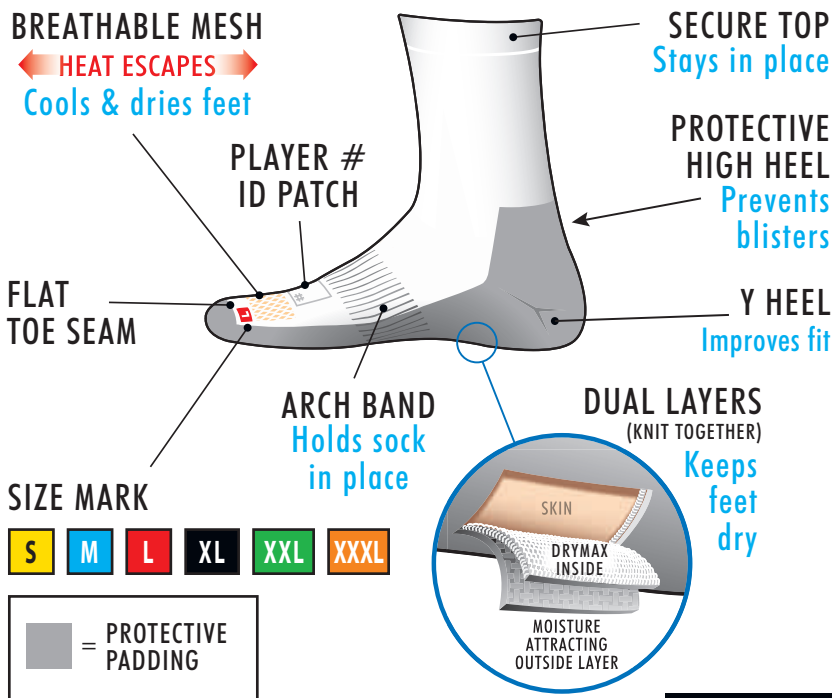 BREATHABLE MESH
HEAT ESCAPES
Cools & dries feet
PLAYER #
ID PATCH
SECURE TOP
Stays in place
PROTECTIVE
HIGH HEEL
Prevents
blisters
FLAT
TOE SEAM
#
L
Y HEEL
Improves fit
ARCH BAND
Holds sock
in place
DUAL LAYERS
(KNIT TOGETHER)
Keeps
feet
dry
SIZE MARK
S M L XL XXL XXXL
SKIN
DRYMAX
INSIDE
MOISTURE
ATTRACTING
OUTSIDE LAYER
= PROTECTIVE
PADDING